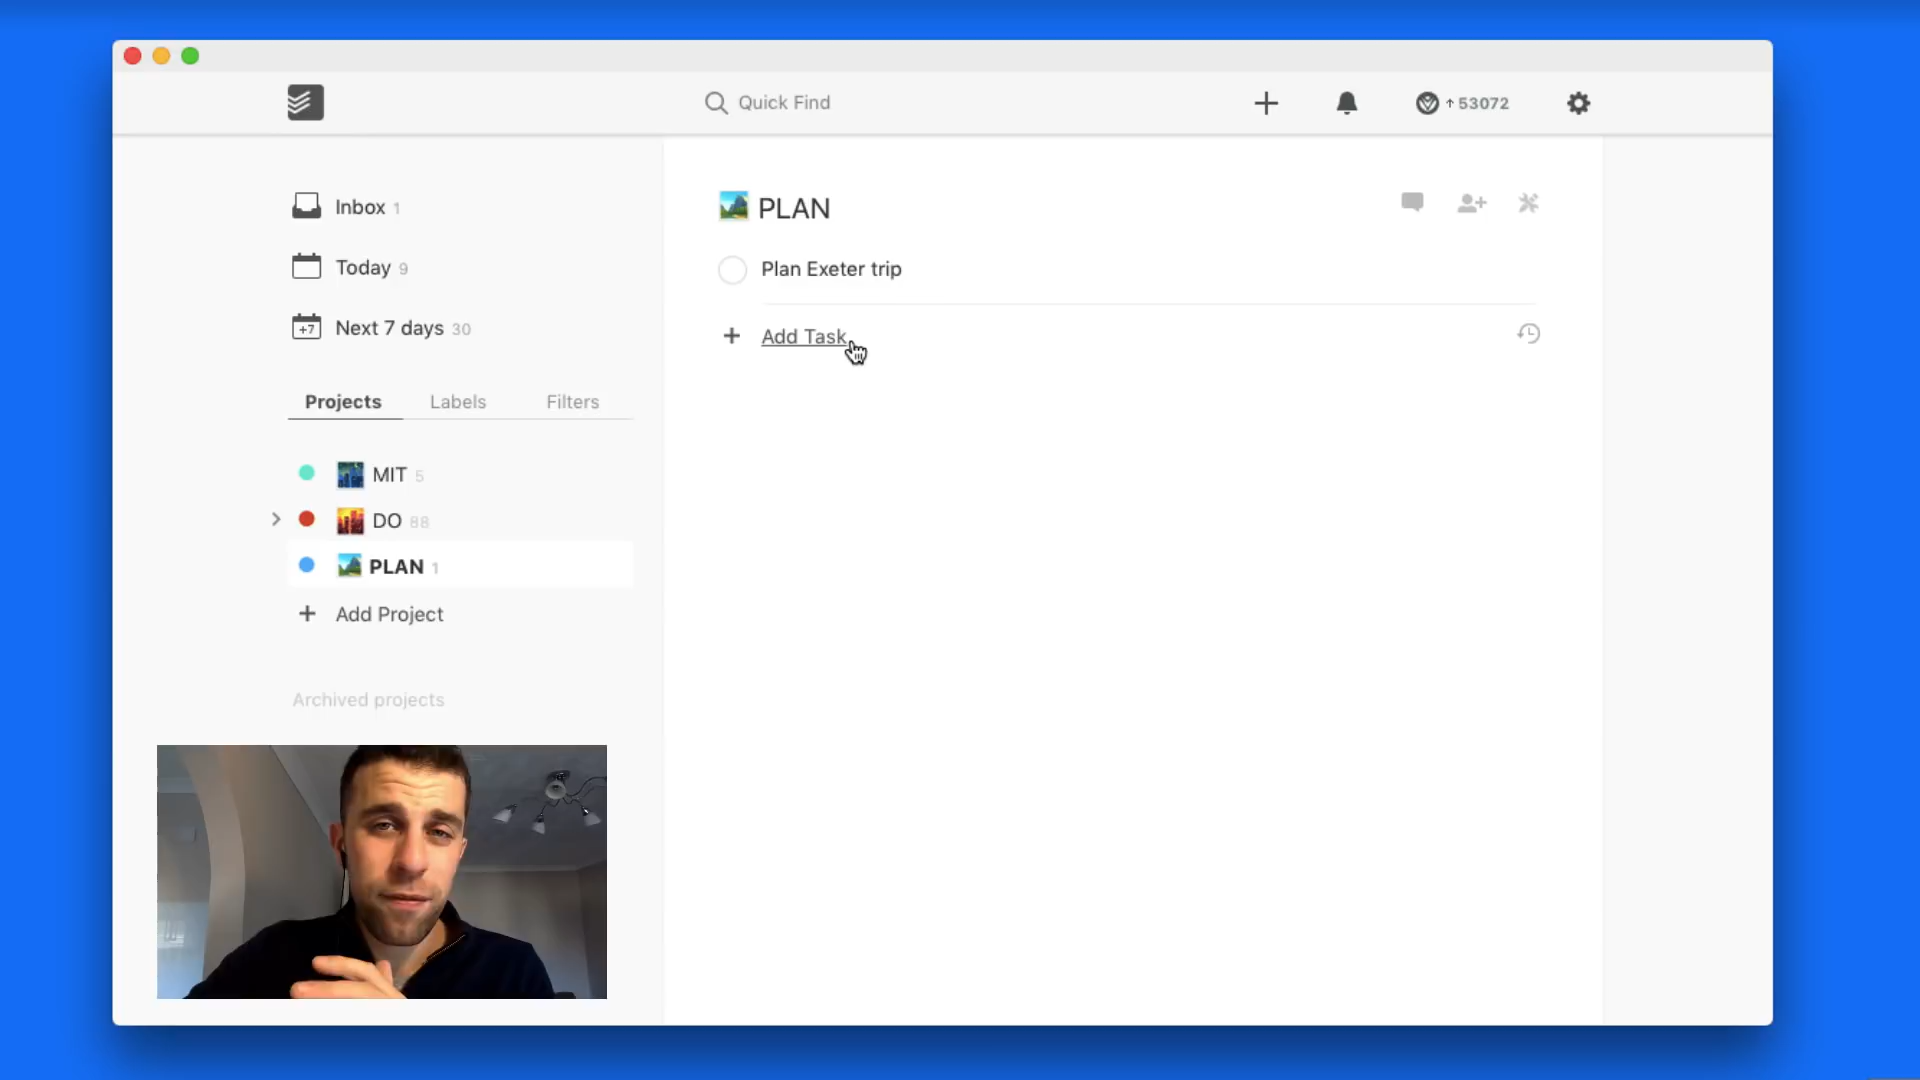 Quick Find
↑ 53072
Inbox 1
Today 9
+7 Next 7 days 30
Projects Labels Filters
MIT 5
DO 88
PLAN 1
+ Add Project
Archived projects
PLAN
Plan Exeter trip
+ Add Task